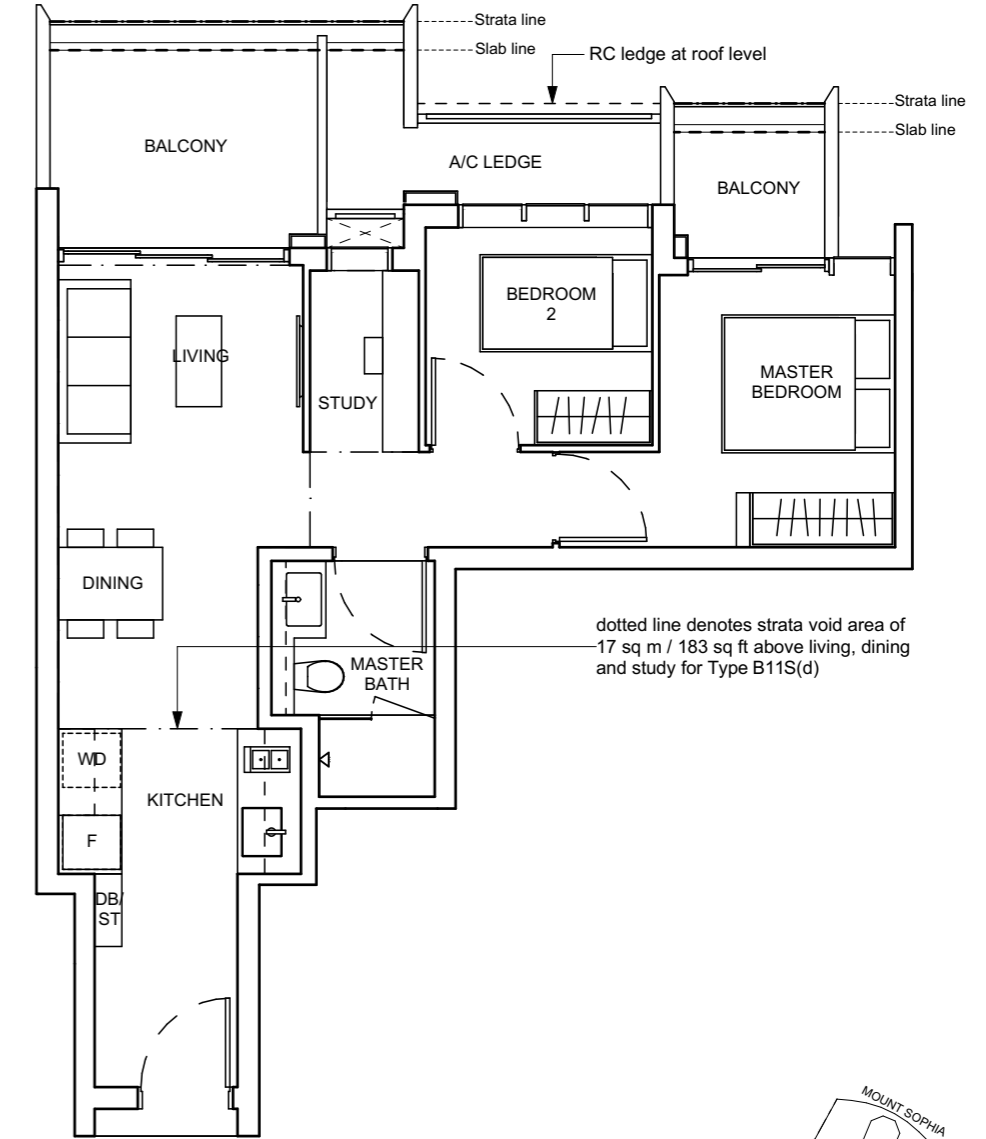 Strata line
Slab line
RC ledge at roof level
Strata line
Slab line
BALCONY
A/C LEDGE
BALCONY
BEDROOM
2
LIVING
MASTER
BEDROOM
STUDY
DINING
dotted line denotes strata void area of
17 sq m / 183 sq ft above living, dining
and study for Type B11S(d)
MASTER
BATH
WD
KITCHEN
F
DB/
ST
MOUNT SOPHIA